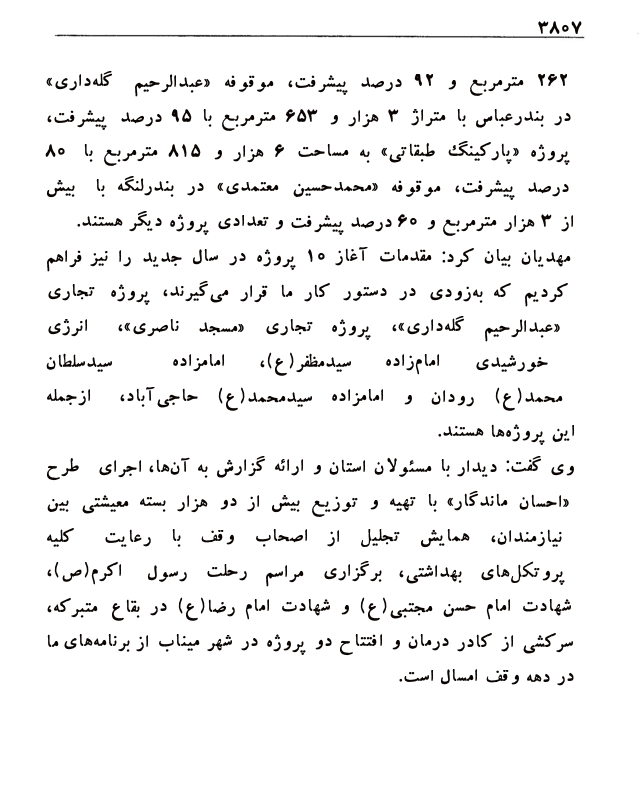 ۳۸۰۷
۲۶۲ مترمربع و ۹۲ درصد پیشرفت، موقوفه «عبدالرحیم گله‌داری»
در بندرعباس با متراژ ۳ هزار و ۶۵۳ مترمربع با ۹۵ درصد پیشرفت،
پروژه «پارکینگ طبقاتی» به مساحت ۶ هزار و ۸۱۵ مترمربع با ۸۰
درصد پیشرفت، موقوفه «محمدحسین معتمدی» در بندرلنگه با بیش
از ۳ هزار مترمربع و ۶۰ درصد پیشرفت و تعدادی پروژه دیگر هستند.
مهدیان بیان کرد: مقدمات آغاز ۱۰ پروژه در سال جدید را نیز فراهم
کردیم که به‌زودی در دستور کار ما قرار می‌گیرند، پروژه تجاری
«عبدالرحیم گله‌داری»، پروژه تجاری «مسجد ناصری»، انرژی
خورشیدی امام‌زاده سیدمظفر(ع)، امامزاده سیدسلطان
محمد(ع) رودان و امامزاده سیدمحمد(ع) حاجی‌آباد، ازجمله
این پروژه‌ها هستند.
وی گفت: دیدار با مسئولان استان و ارائه گزارش به آن‌ها، اجرای طرح
«احسان ماندگار» با تهیه و توزیع بیش از دو هزار بسته معیشتی بین
نیازمندان، همایش تجلیل از اصحاب وقف با رعایت کلیه
پروتکل‌های بهداشتی، برگزاری مراسم رحلت رسول اکرم(ص)،
شهادت امام حسن مجتبی(ع) و شهادت امام رضا(ع) در بقاع متبرکه،
سرکشی از کادر درمان و افتتاح دو پروژه در شهر میناب از برنامه‌های ما
در دهه وقف امسال است.